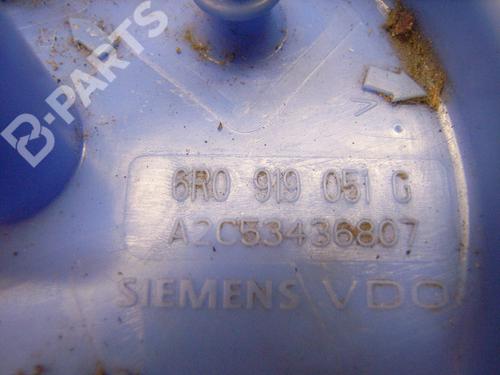 B-PARTS
6R0 919 051 G
A2C53436807
SIEMENS VDO